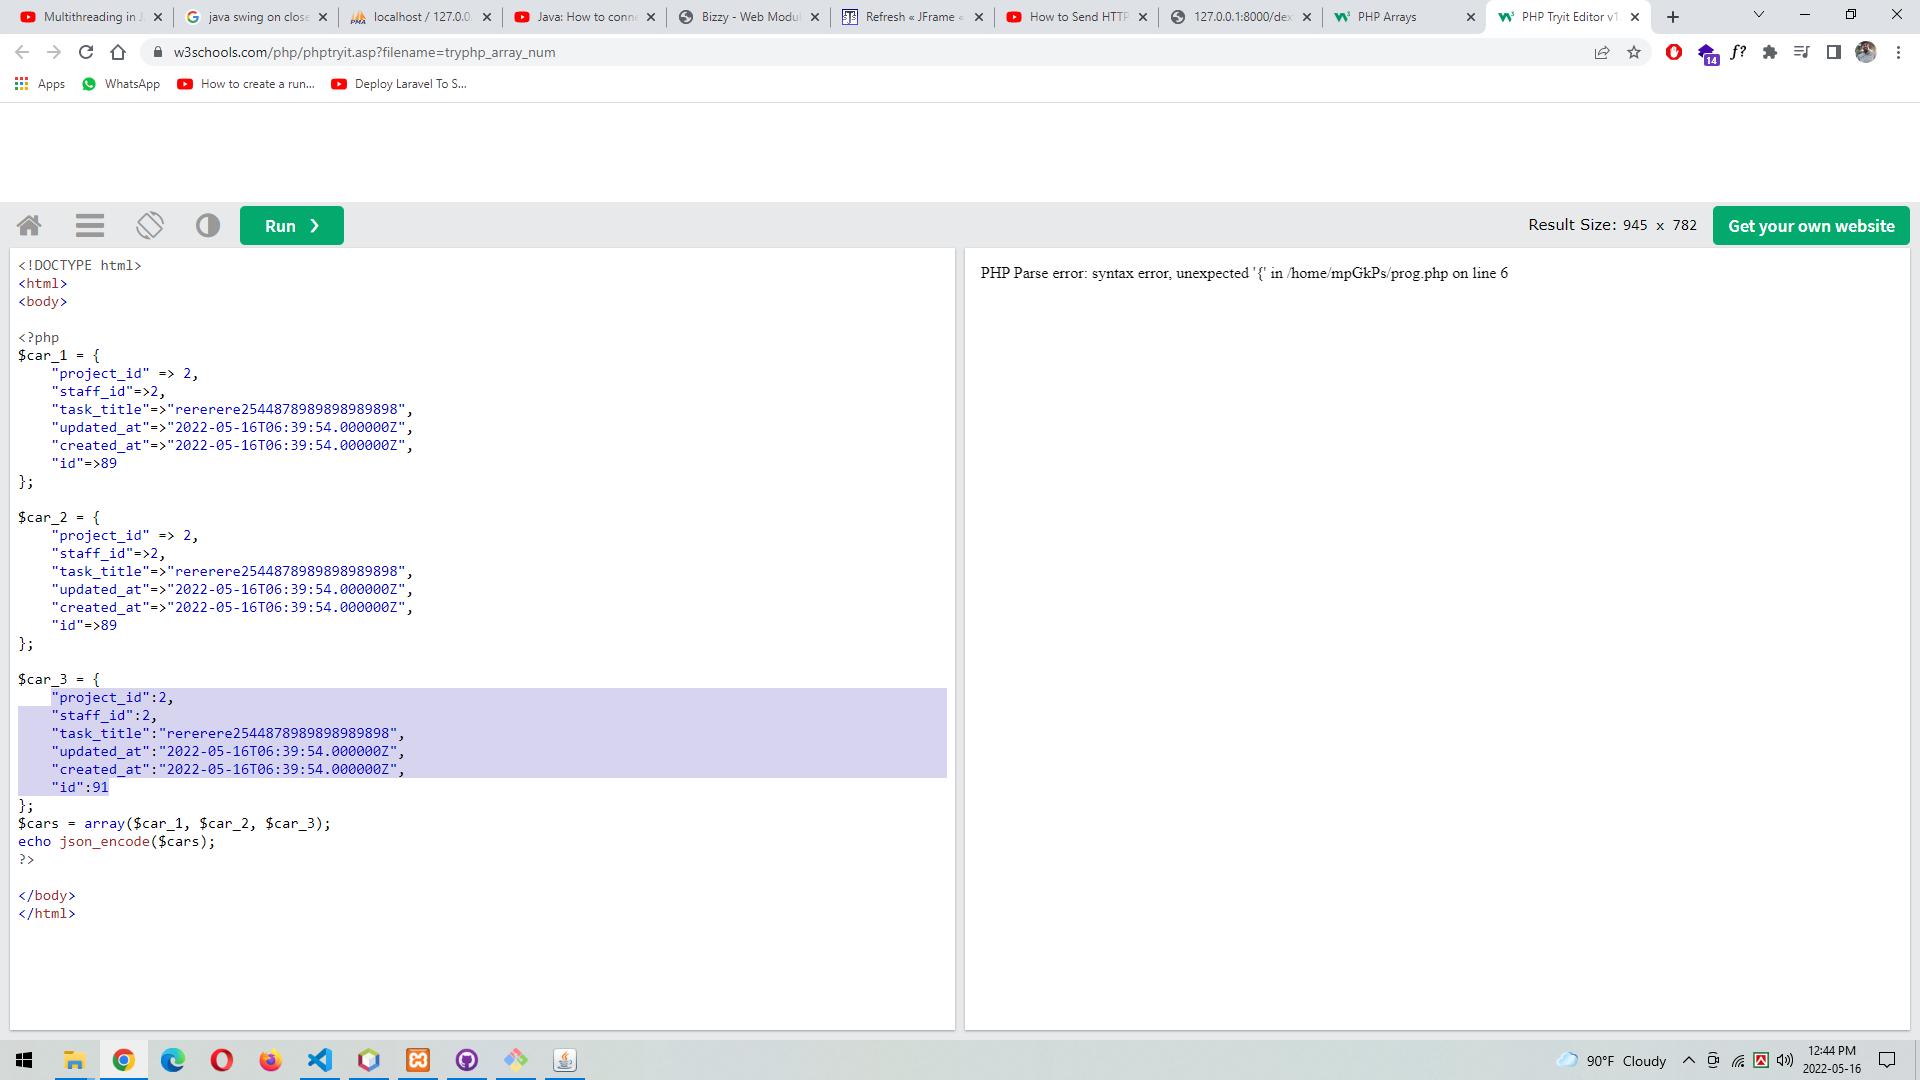 Multithreading in J
java swing on close
localhost / 127.0.0.
Java: How to conne
Bizzy - Web Modul
Refresh « JFrame «
How to Send HTTP
127.0.0.1:8000/dex
PHP Arrays
PHP Tryit Editor v1.
w3schools.com/php/phptryit.asp?filename=tryphp_array_num
f?
14
Apps
WhatsApp
How to create a run...
Deploy Laravel To S...
Run ❯
Result Size: 945 x 782
Get your own website
<!DOCTYPE html>
<html>
<body>
<?php
$car_1 = {
"project_id" => 2,
"staff_id"=>2,
"task_title"=>"rererere2544878989898989898",
"updated_at"=>"2022-05-16T06:39:54.000000Z",
"created_at"=>"2022-05-16T06:39:54.000000Z",
"id"=>89
};
$car_2 = {
"project_id" => 2,
"staff_id"=>2,
"task_title"=>"rererere2544878989898989898",
"updated_at"=>"2022-05-16T06:39:54.000000Z",
"created_at"=>"2022-05-16T06:39:54.000000Z",
"id"=>89
};
$car_3 = {
"project_id":2,
"staff_id":2,
"task_title":"rererere2544878989898989898",
"updated_at":"2022-05-16T06:39:54.000000Z",
"created_at":"2022-05-16T06:39:54.000000Z",
"id":91
};
$cars = array($car_1, $car_2, $car_3);
echo json_encode($cars);
?>
</body>
</html>
PHP Parse error: syntax error, unexpected '{' in /home/mpGkPs/prog.php on line 6
90°F Cloudy
12:44 PM
2022-05-16